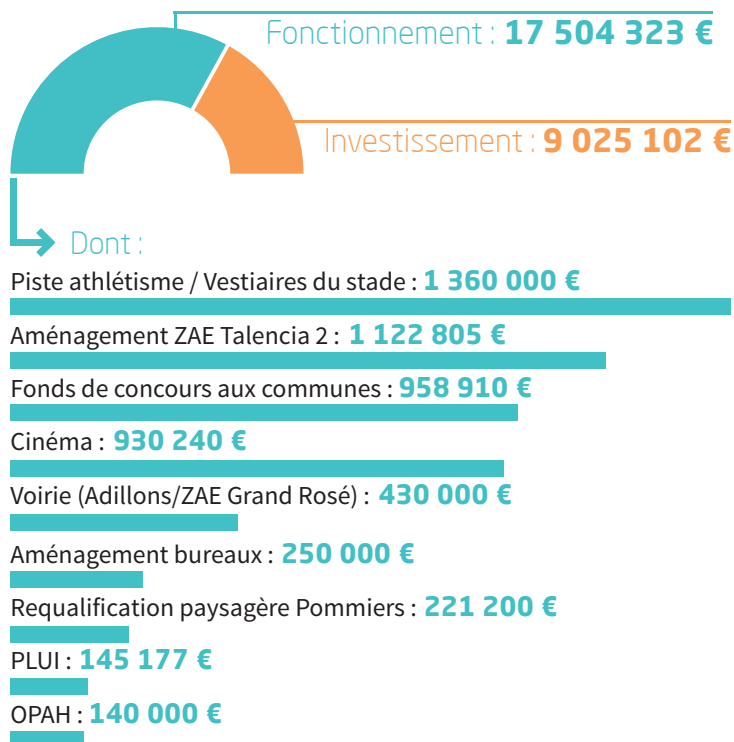 Fonctionnement : 17 504 323 €
Investissement : 9 025 102 €
Dont :
Piste athlétisme / Vestiaires du stade : 1 360 000 €
Aménagement ZAE Talencia 2 : 1 122 805 €
Fonds de concours aux communes : 958 910 €
Cinéma : 930 240 €
Voirie (Adillons/ZAE Grand Rosé) : 430 000 €
Aménagement bureaux : 250 000 €
Requalification paysagère Pommiers : 221 200 €
PLUI : 145 177 €
OPAH : 140 000 €